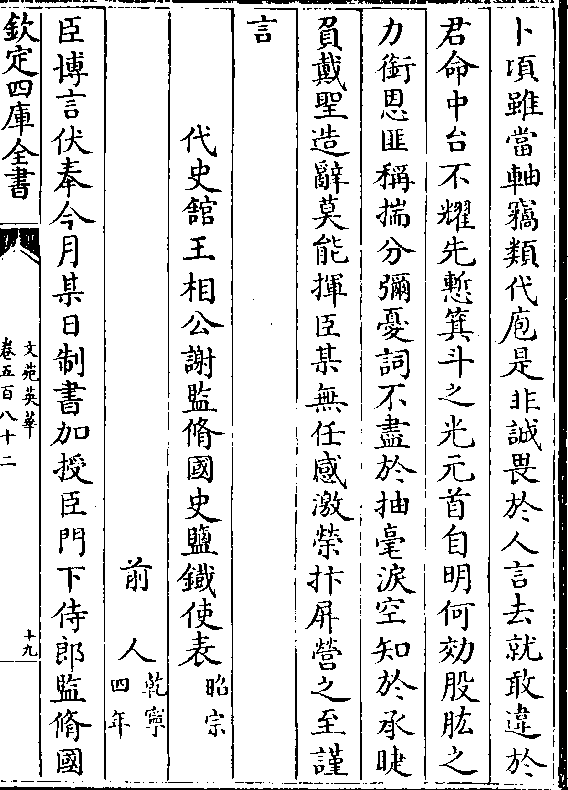 卜項雖當軸竊類代庖是非誠畏於人言去就敢違於
君命中台不耀先慙箕斗之光元首自明何効股肱之
力銜恩匪稱揣分彌憂詞不盡於抽毫淚空知於承睫
負戴聖造辭莫能揮臣某無任感激榮抃屏營之至謹
言
代史館王相公謝監脩國史鹽鐵使表昭宗
前人乾寧四年
臣博言伏奉今月某日制書加授臣門下侍郎監脩國
欽定四庫全書
文苑英華
卷五百八十二
十九